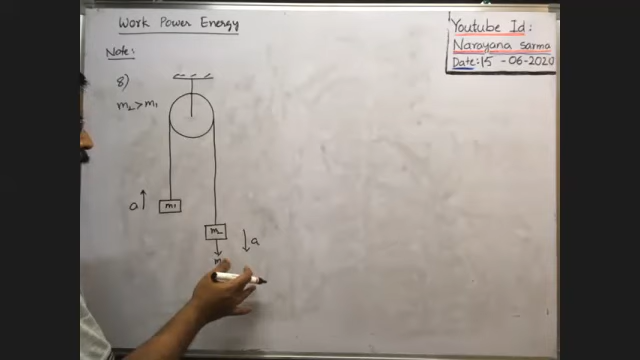 Work Power Energy
Note:
8)
m₂>m₁
a
m₁
m₂
a
m
Youtube Id:
Narayana sarma
Date: 15 -06-2020